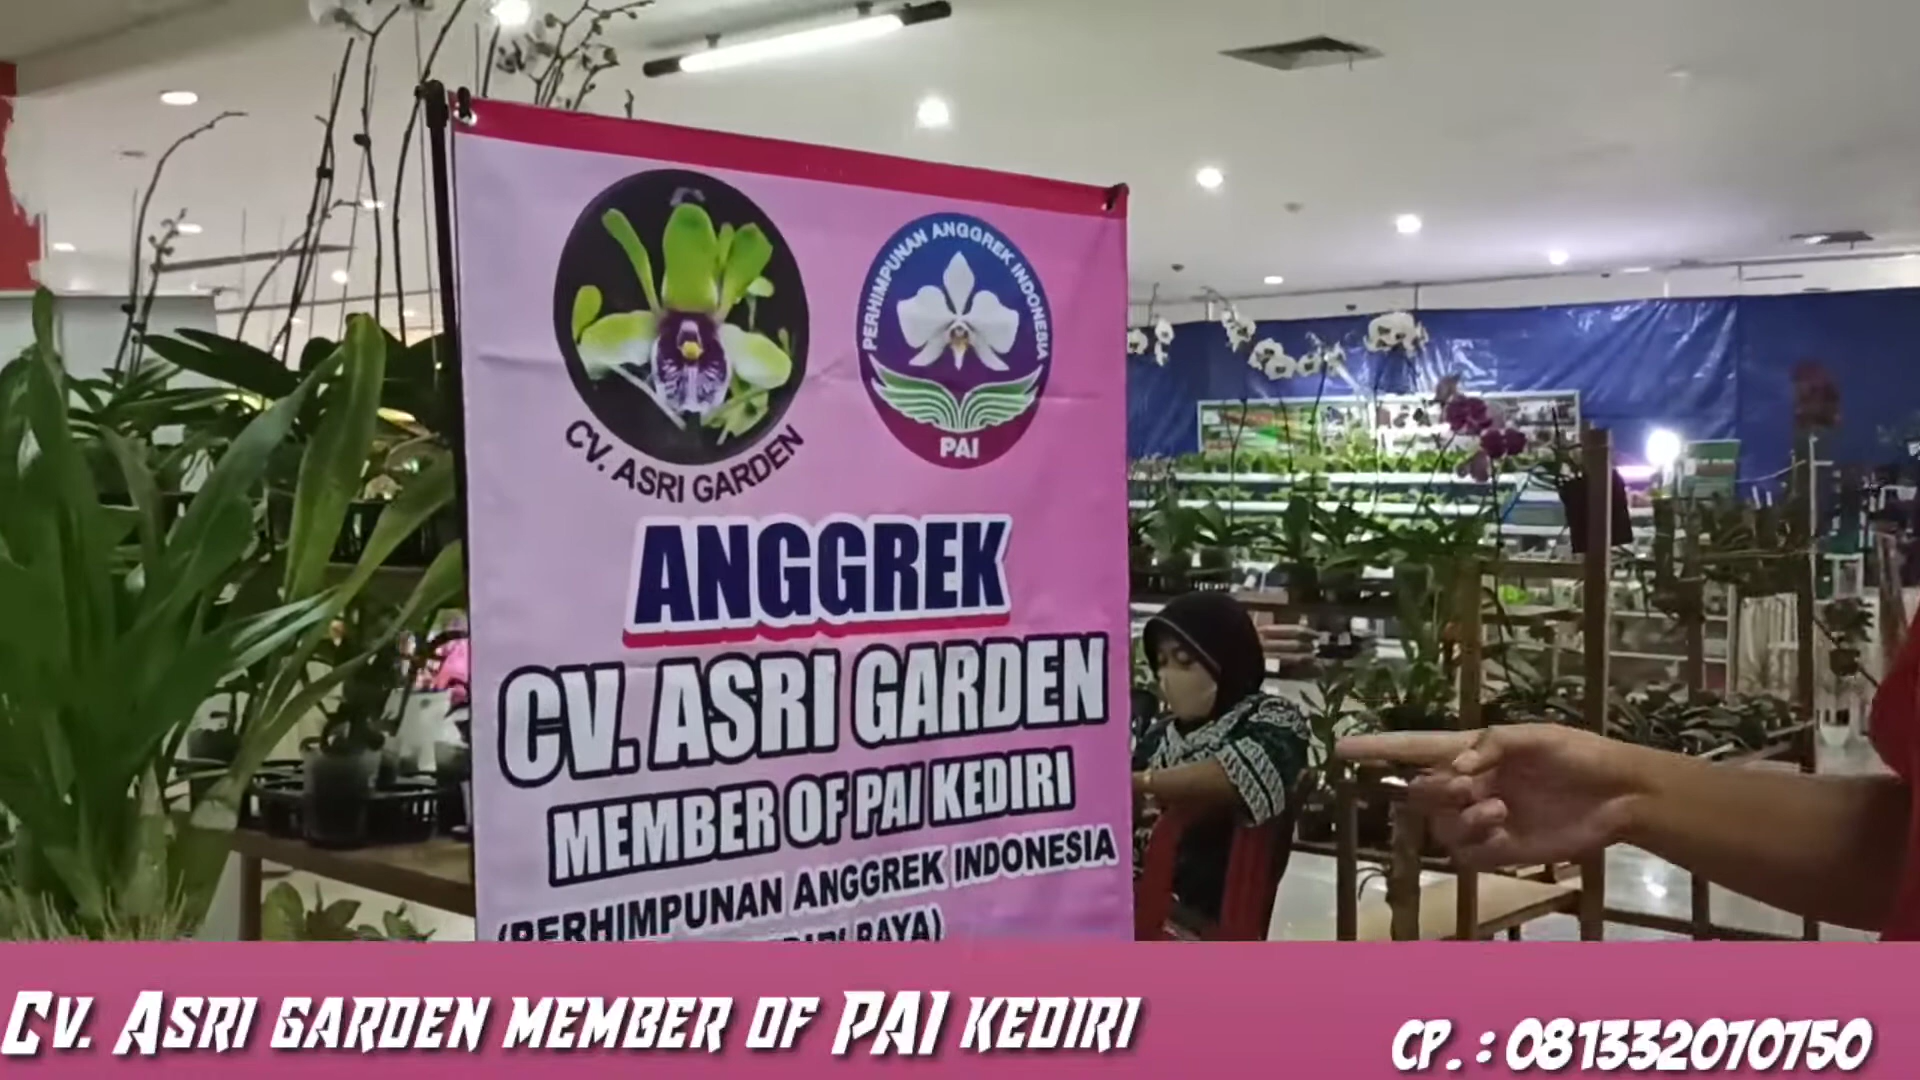 CV. ASRI GARDEN
PERHIMPUNAN ANGGREK INDONESIA
PAI
ANGGREK
CV. ASRI GARDEN
MEMBER OF PAI KEDIRI
(PERHIMPUNAN ANGGREK INDONESIA
RAYA)
Cv. Asri garden member of PAI kediri
CP. : 081332070750